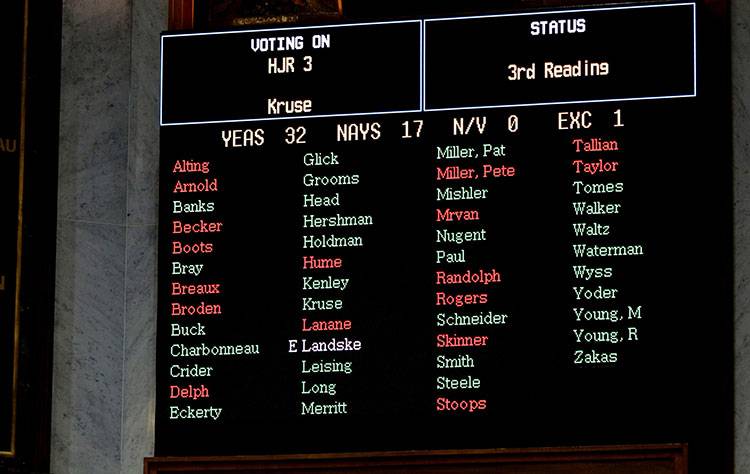 VOTING ON
HJR 3
Kruse
STATUS
3rd Reading
YEAS 32 NAYS 17 N/V 0 EXC 1
Alting
Arnold
Banks
Becker
Boots
Bray
Breaux
Broden
Buck
Charbonneau
Crider
Delph
Eckerty
Glick
Grooms
Head
Hershman
Holdman
Hume
Kenley
Kruse
Lanane
E Landske
Leising
Long
Merritt
Miller, Pat
Miller, Pete
Mishler
Mrvan
Nugent
Paul
Randolph
Rogers
Schneider
Skinner
Smith
Steele
Stoops
Tallian
Taylor
Tomes
Walker
Waltz
Waterman
Wyss
Yoder
Young, M
Young, R
Zakas